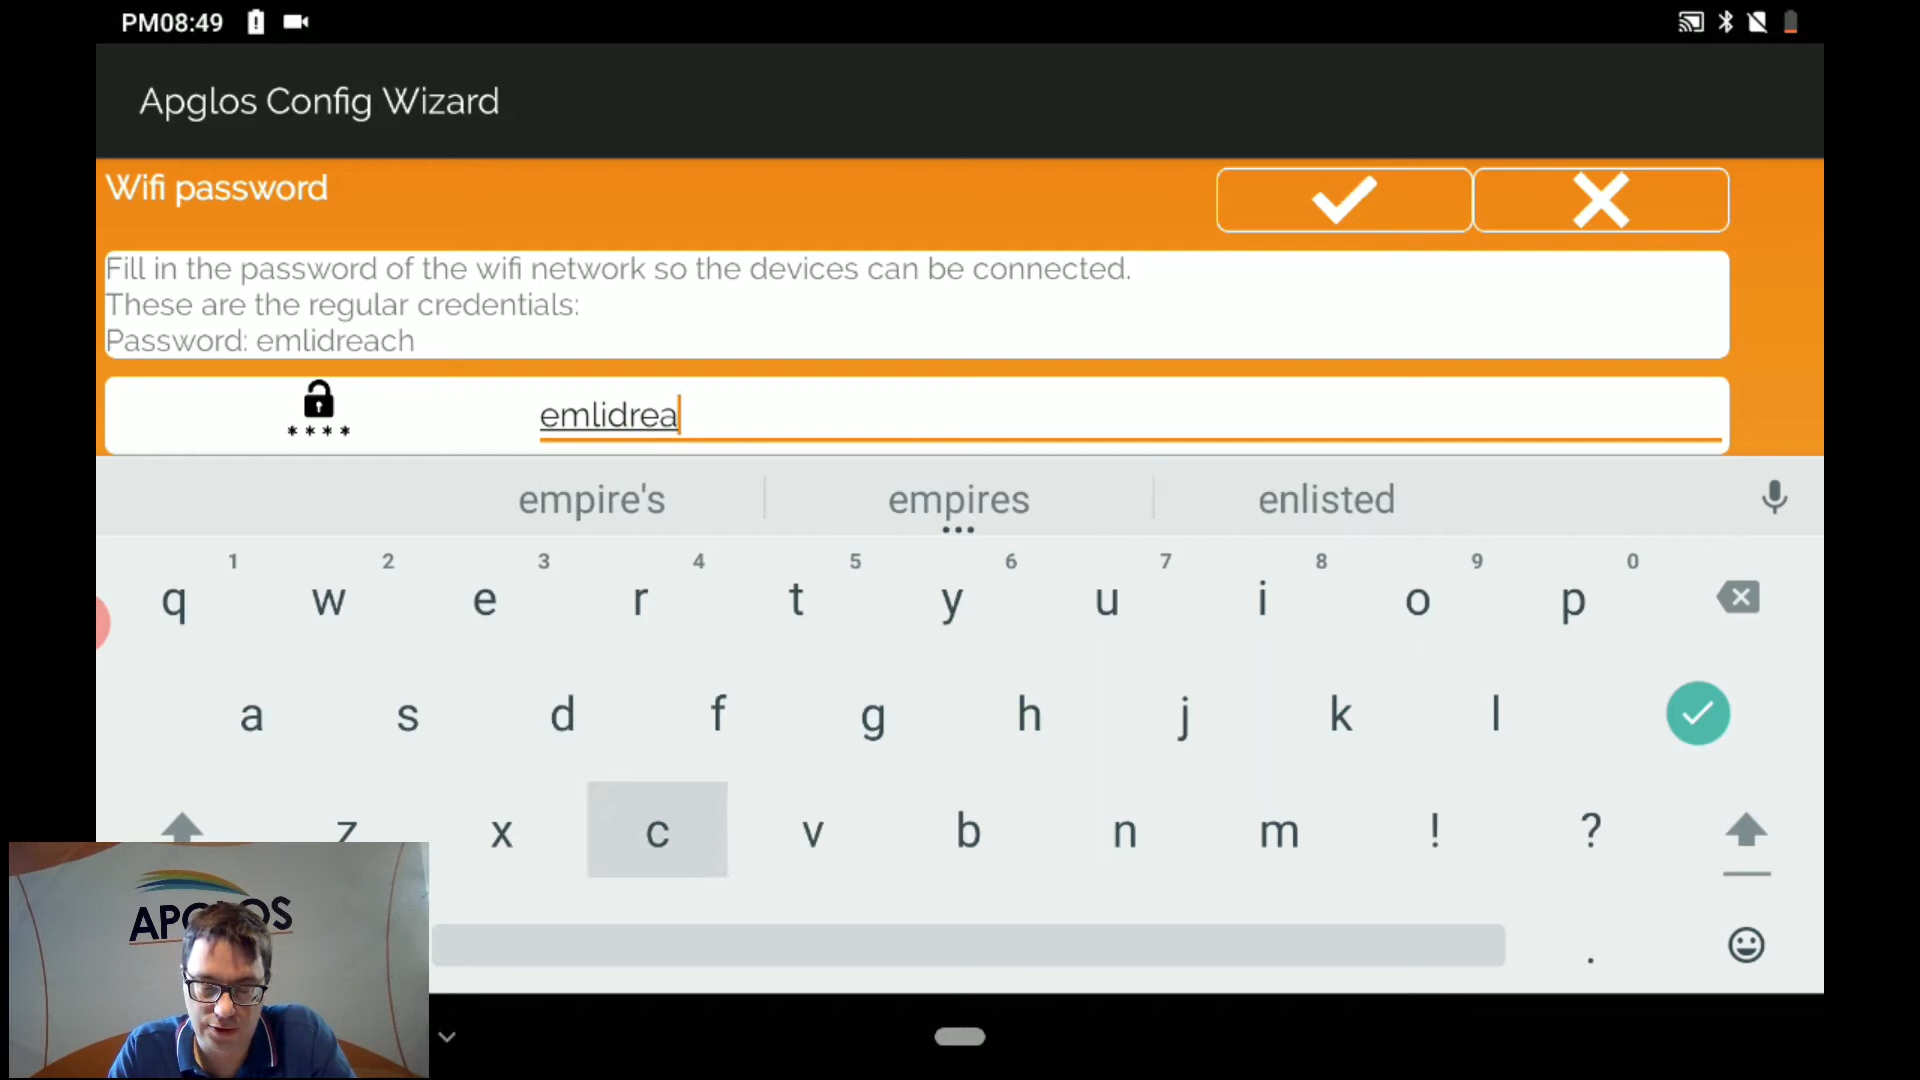 PM08:49
Apglos Config Wizard
Wifi password
Fill in the password of the wifi network so the devices can be connected.
These are the regular credentials:
Password: emlidreach
****
emlidrea
empire's empires enlisted
1 2 3 4 5 6 7 8 9 0
q w e r t y u i o p
a s d f g h j k l
z x c v b n m ! ?
.
APGLOS